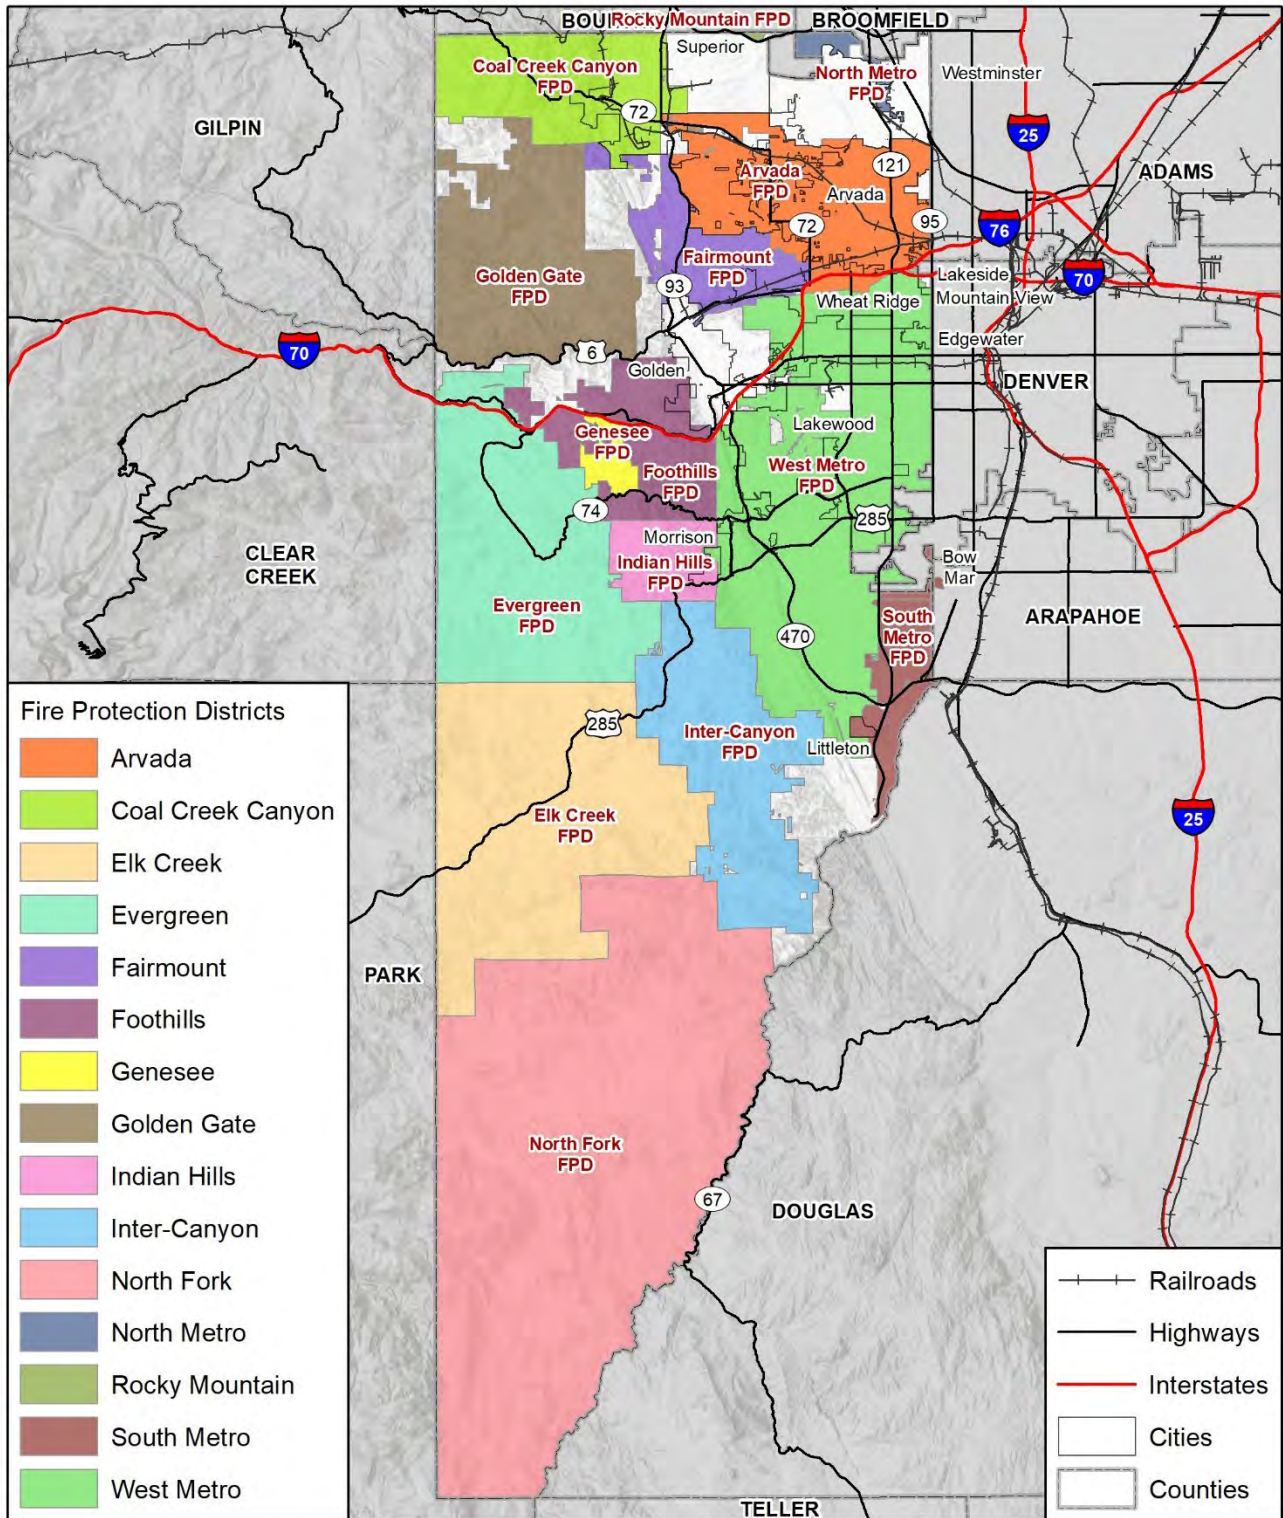 BOU
Rocky Mountain FPD
BROOMFIELD
Superior
Coal Creek Canyon
FPD
North Metro
FPD
Westminster
72
25
GILPIN
121
ADAMS
Arvada
FPD
Arvada
72
95
76
Golden Gate
FPD
Fairmount
FPD
93
Lakeside
70
Mountain View
Wheat Ridge
Edgewater
70
6
Golden
DENVER
Genesee
FPD
Lakewood
Foothills
FPD
West Metro
FPD
74
285
Morrison
CLEAR
CREEK
Indian Hills
FPD
Bow
Mar
Evergreen
FPD
South
Metro
FPD
ARAPAHOE
470
285
Inter-Canyon
FPD
Littleton
Elk Creek
FPD
25
PARK
North Fork
FPD
67
DOUGLAS
TELLER
Fire Protection Districts
Arvada
Coal Creek Canyon
Elk Creek
Evergreen
Fairmount
Foothills
Genesee
Golden Gate
Indian Hills
Inter-Canyon
North Fork
North Metro
Rocky Mountain
South Metro
West Metro
Railroads
Highways
Interstates
Cities
Counties